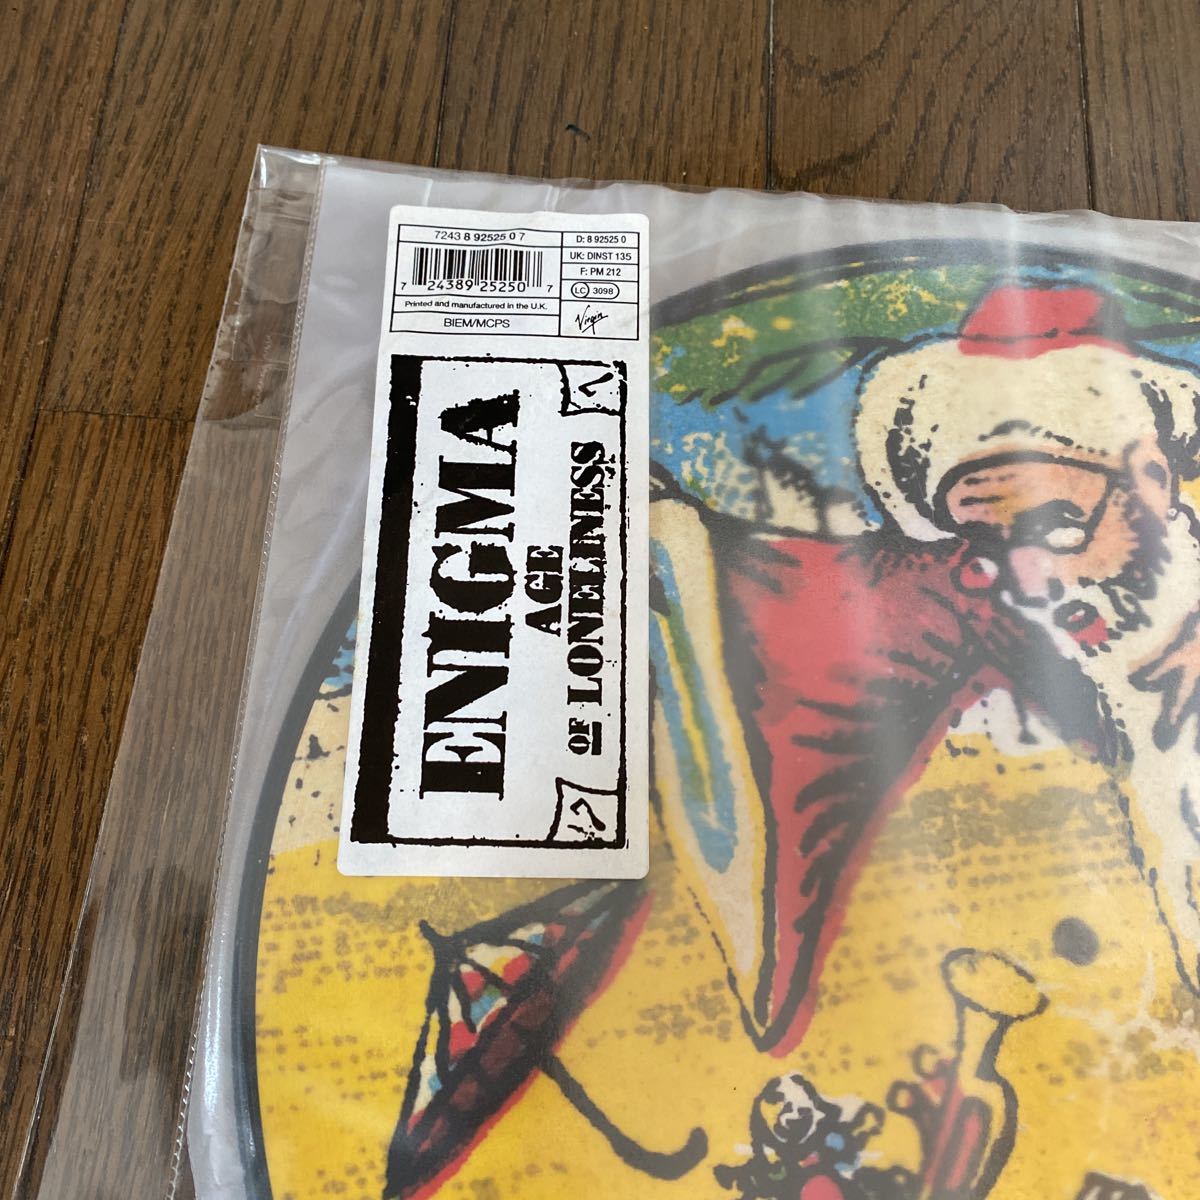 7243 8 92525 0 7
D: 8 92525 0
UK: DINST 135
F: PM 212
7 24389 25250 7
LC 3098
Printed and manufactured in the U.K.
BIEM/MCPS
Virgin
ENIGMA
AGE
OF LONELINESS